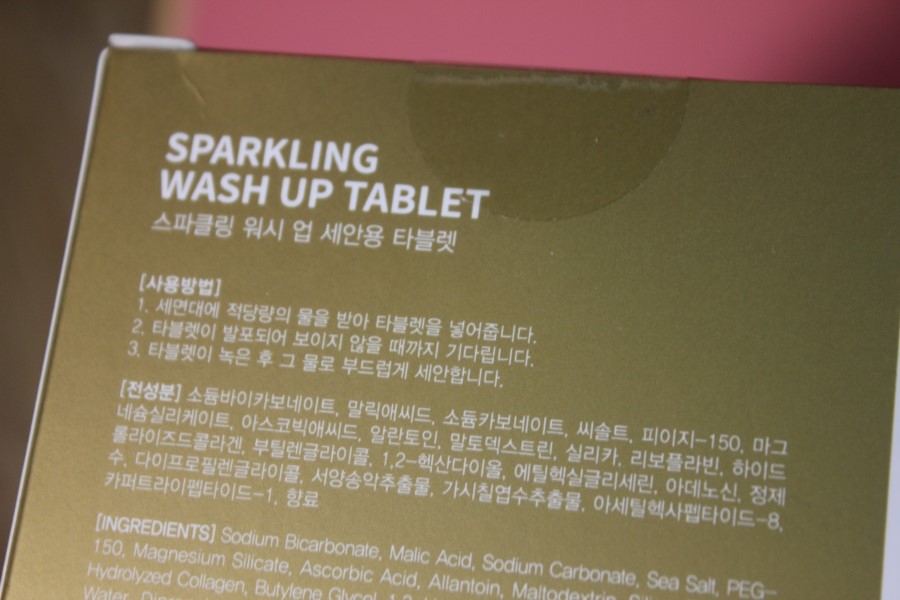 SPARKLING
WASH UP TABLET
스파클링 워시 업 세안용 타블렛
[사용방법]
1. 세면대에 적당량의 물을 받아 타블렛을 넣어줍니다.
2. 타블렛이 발포되어 보이지 않을 때까지 기다립니다.
3. 타블렛이 녹은 후 그 물로 부드럽게 세안합니다.
[전성분] 소듐바이카보네이트, 말릭애씨드, 소듐카보네이트, 씨솔트, 피이지-150, 마그
네슘실리케이트, 아스코빅애씨드, 알란토인, 말토덱스트린, 실리카, 리보플라빈, 하이드
롤라이즈드콜라겐, 부틸렌글라이콜, 1,2-헥산다이올, 에틸헥실글리세린, 아데노신, 정제
수, 다이프로필렌글라이콜, 서양송악추출물, 가시칠엽수추출물, 아세틸헥사펩타이드-8,
카퍼트라이펩타이드-1, 향료
[INGREDIENTS] Sodium Bicarbonate, Malic Acid, Sodium Carbonate, Sea Salt, PEG-
150, Magnesium Silicate, Ascorbic Acid, Allantoin, Maltodextrin,
Hydrolyzed Collagen, Butylene Glycol,
Water,